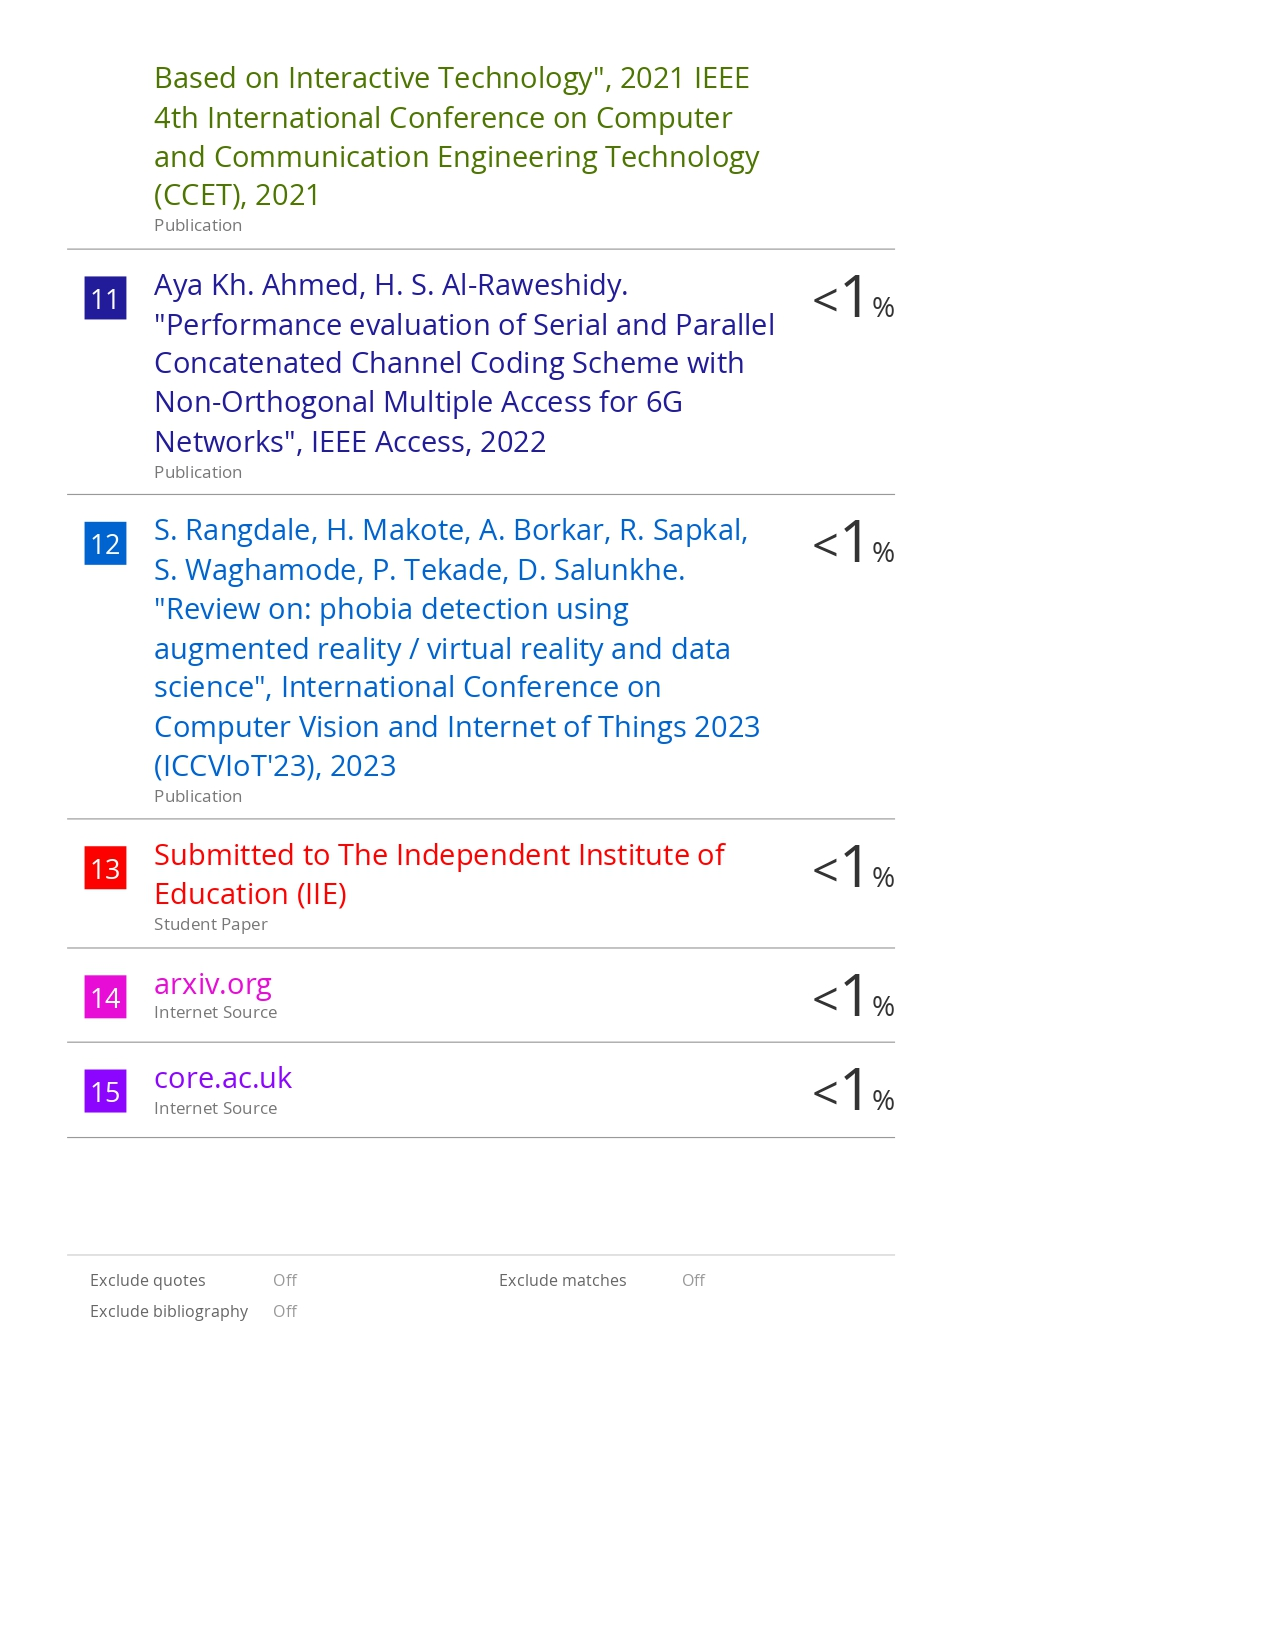 Based on Interactive Technology", 2021 IEEE
4th International Conference on Computer
and Communication Engineering Technology
(CCET), 2021
Publication
11
Aya Kh. Ahmed, H. S. Al-Raweshidy.
"Performance evaluation of Serial and Parallel
Concatenated Channel Coding Scheme with
Non-Orthogonal Multiple Access for 6G
Networks", IEEE Access, 2022
Publication
<1%
12
S. Rangdale, H. Makote, A. Borkar, R. Sapkal,
S. Waghamode, P. Tekade, D. Salunkhe.
"Review on: phobia detection using
augmented reality / virtual reality and data
science", International Conference on
Computer Vision and Internet of Things 2023
(ICCVIoT'23), 2023
Publication
<1%
13
Submitted to The Independent Institute of
Education (IIE)
Student Paper
<1%
14
arxiv.org
Internet Source
<1%
15
core.ac.uk
Internet Source
<1%
Exclude quotes Off
Exclude matches Off
Exclude bibliography Off